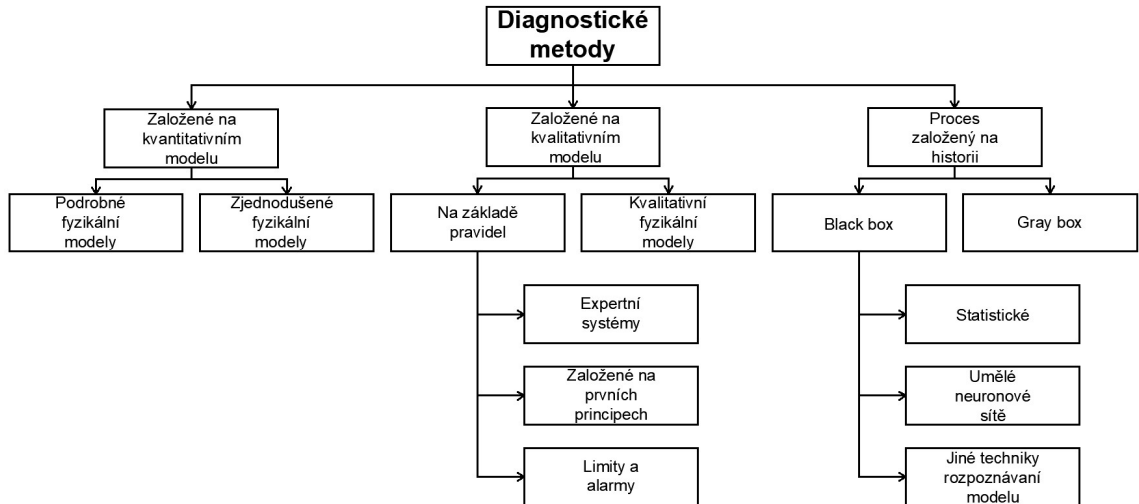 Diagnostické
metody
Založené na
kvantitativním
modelu
Založené na
kvalitativním
modelu
Proces
založený na
historii
Podrobné
fyzikální
modely
Zjednodušené
fyzikální
modely
Na základě
pravidel
Kvalitativní
fyzikální
modely
Black box
Gray box
Expertní
systémy
Statistické
Založené na
prvních
principech
Umělé
neuronové
sítě
Limity a
alarmy
Jiné techniky
rozpoznávaní
modelu